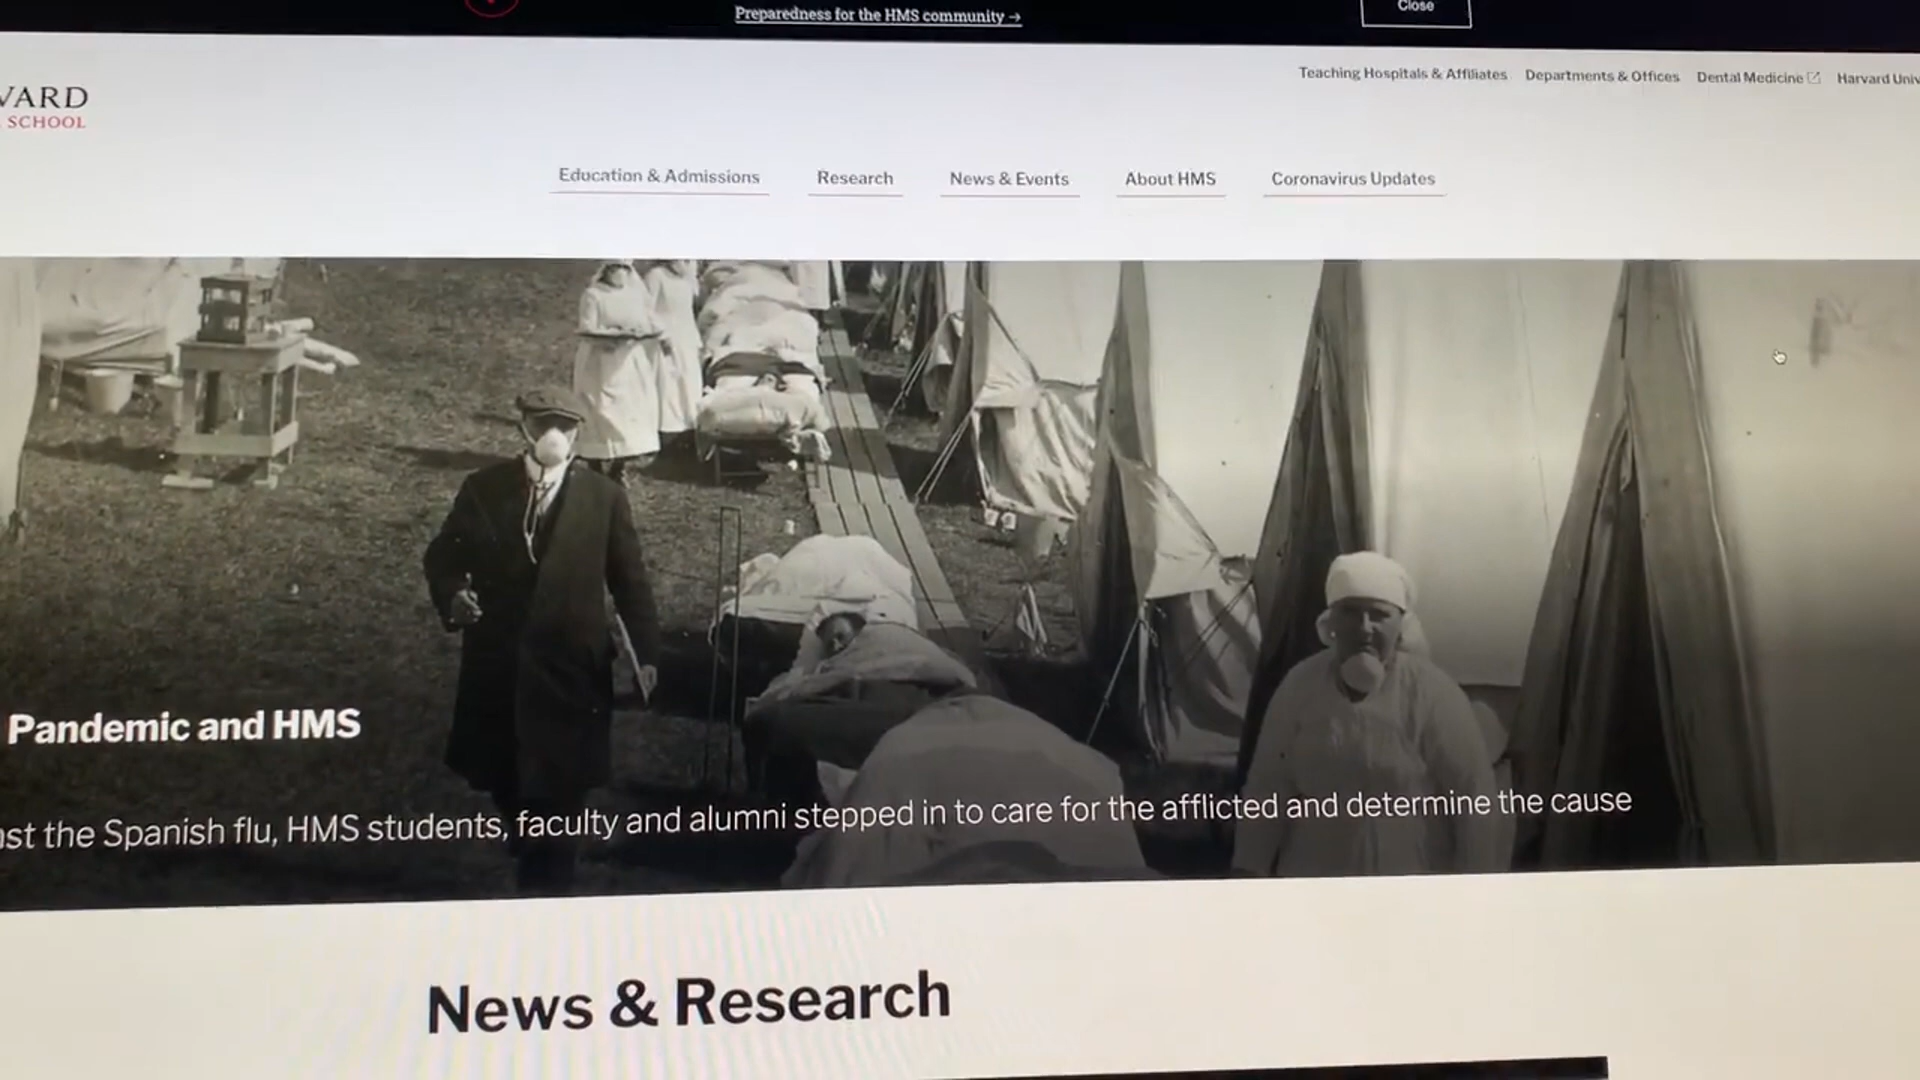 Preparedness for the HMS community →
Close
Teaching Hospitals & Affiliates Departments & Offices Dental Medicine Harvard Univ
VARD
SCHOOL
Education & Admissions Research News & Events About HMS Coronavirus Updates
Pandemic and HMS
ast the Spanish flu, HMS students, faculty and alumni stepped in to care for the afflicted and determine the cause
News & Research